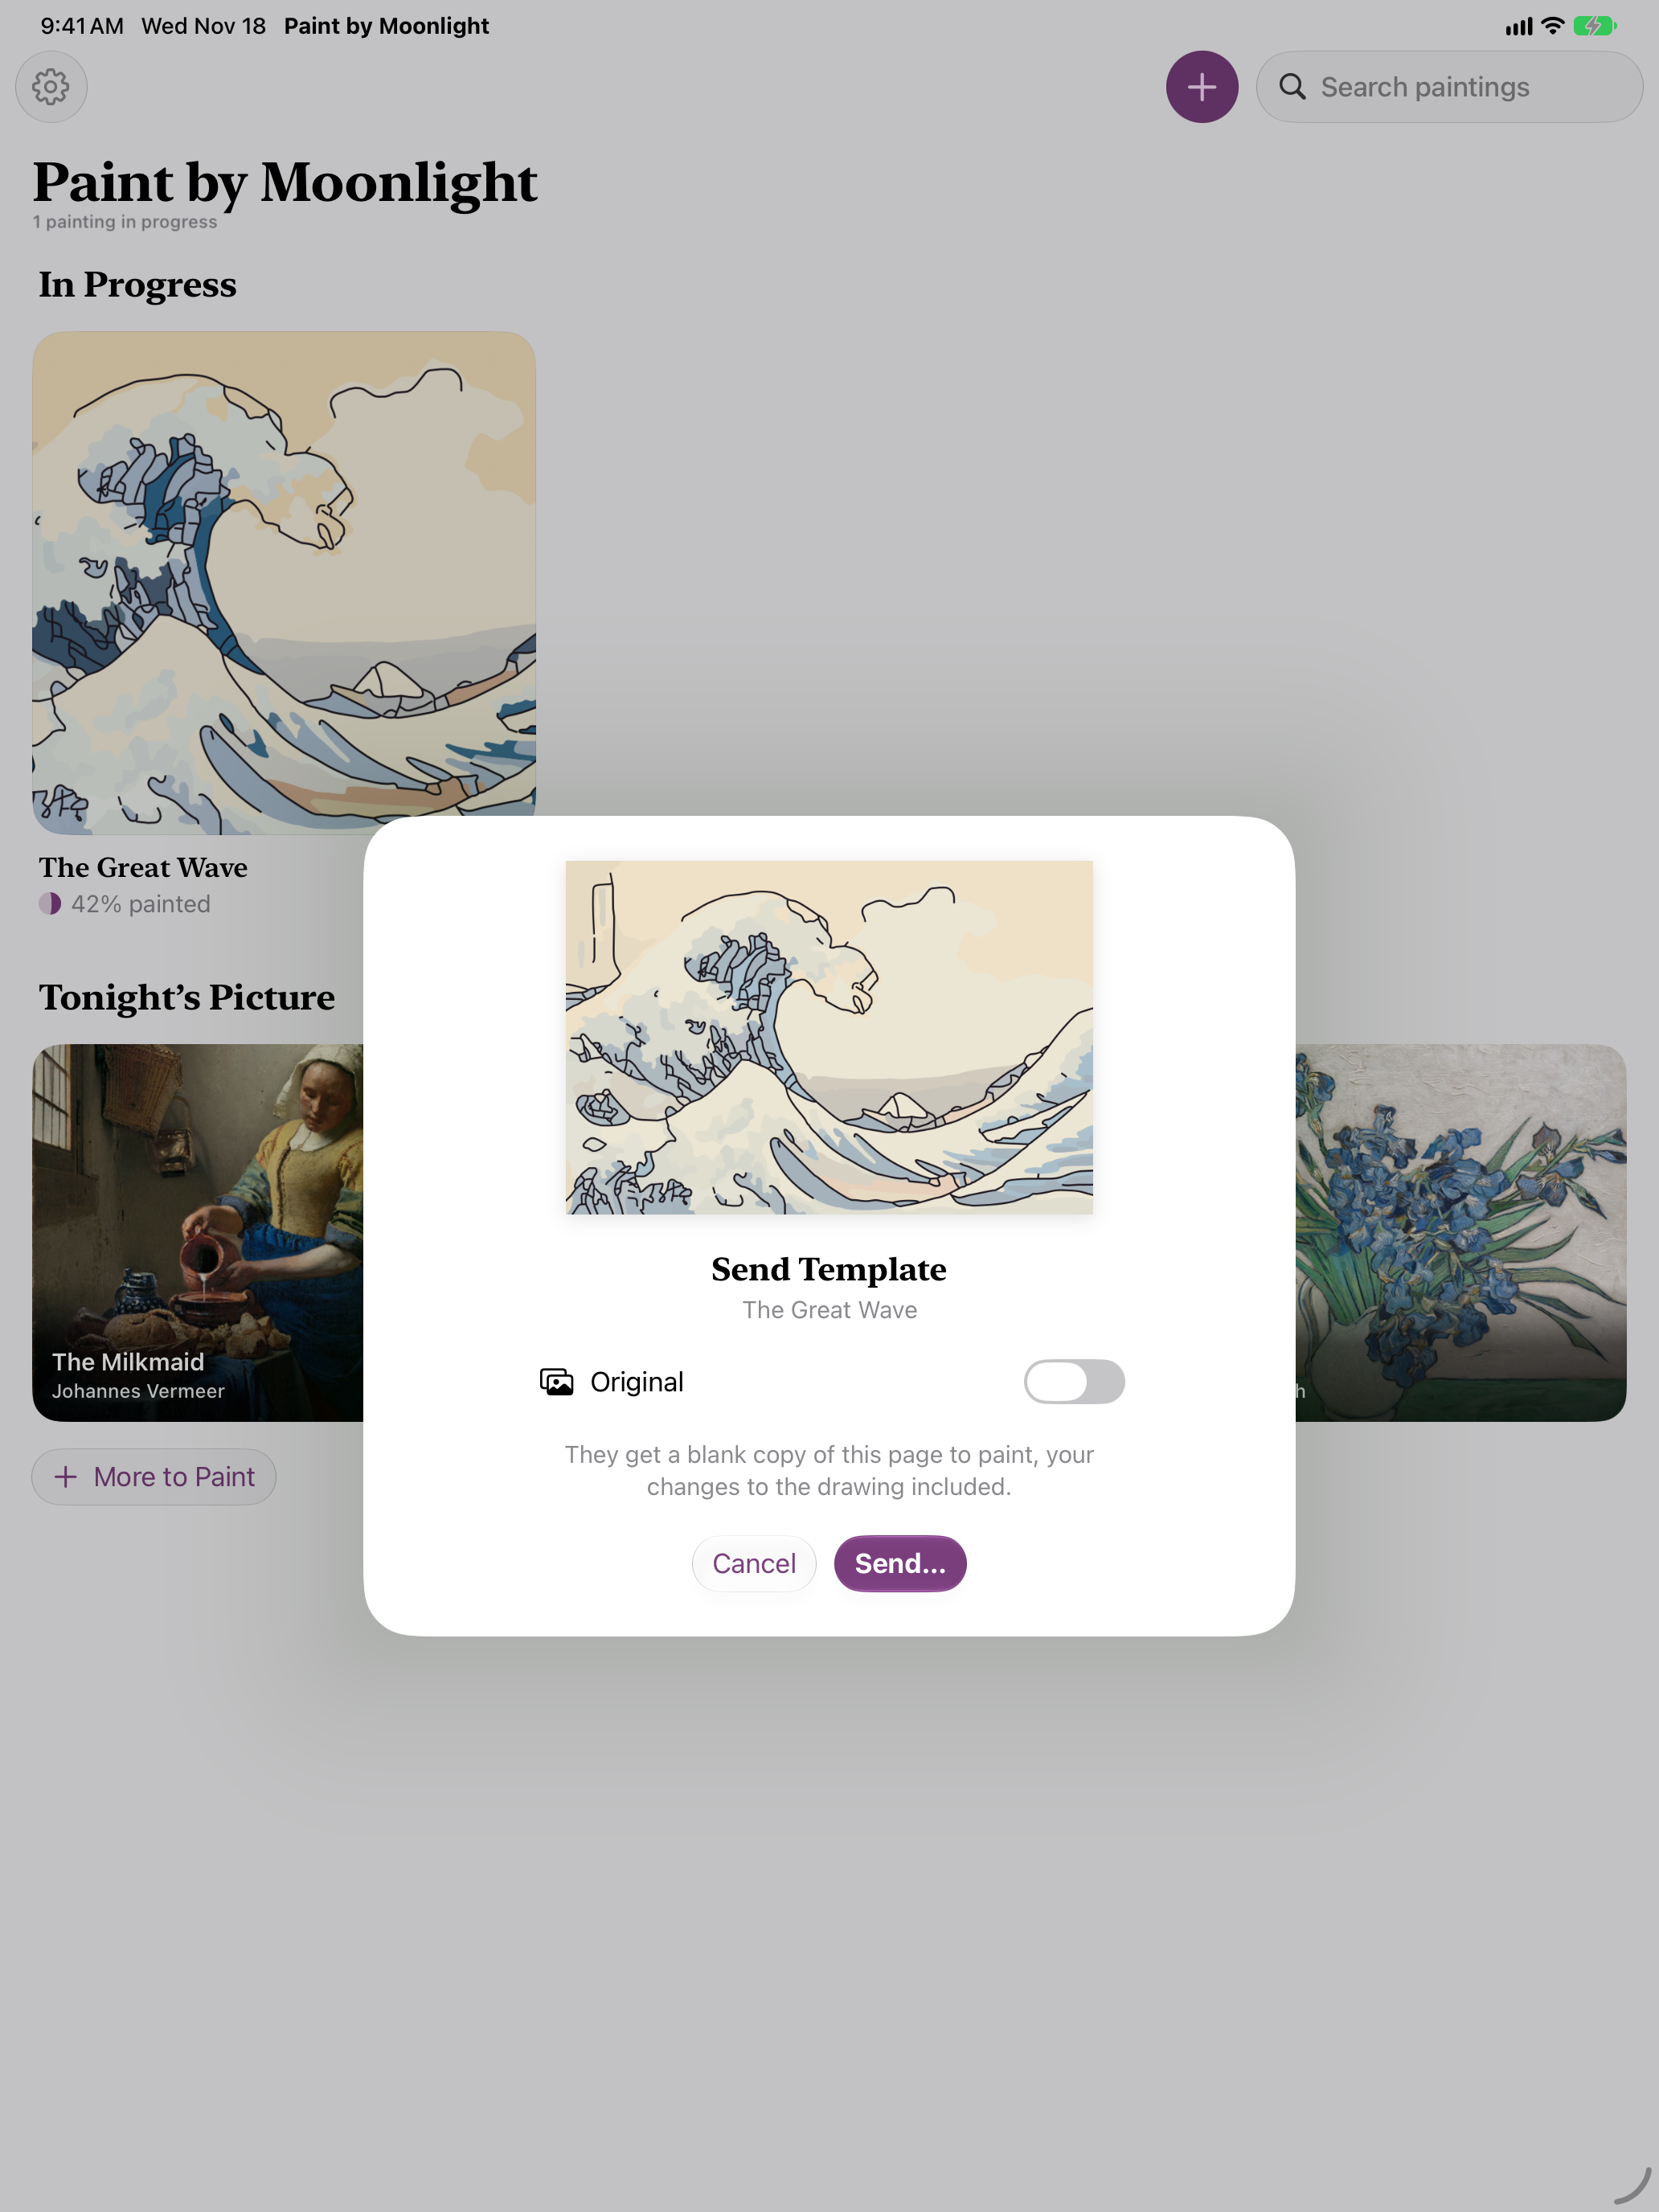 9:41 AM Wed Nov 18 Paint by Moonlight
Search paintings
Paint by Moonlight
1 painting in progress
In Progress
The Great Wave
42% painted
Tonight’s Picture
The Milkmaid
Johannes Vermeer
h
More to Paint
Send Template
The Great Wave
Original
They get a blank copy of this page to paint, your
changes to the drawing included.
Cancel
Send...